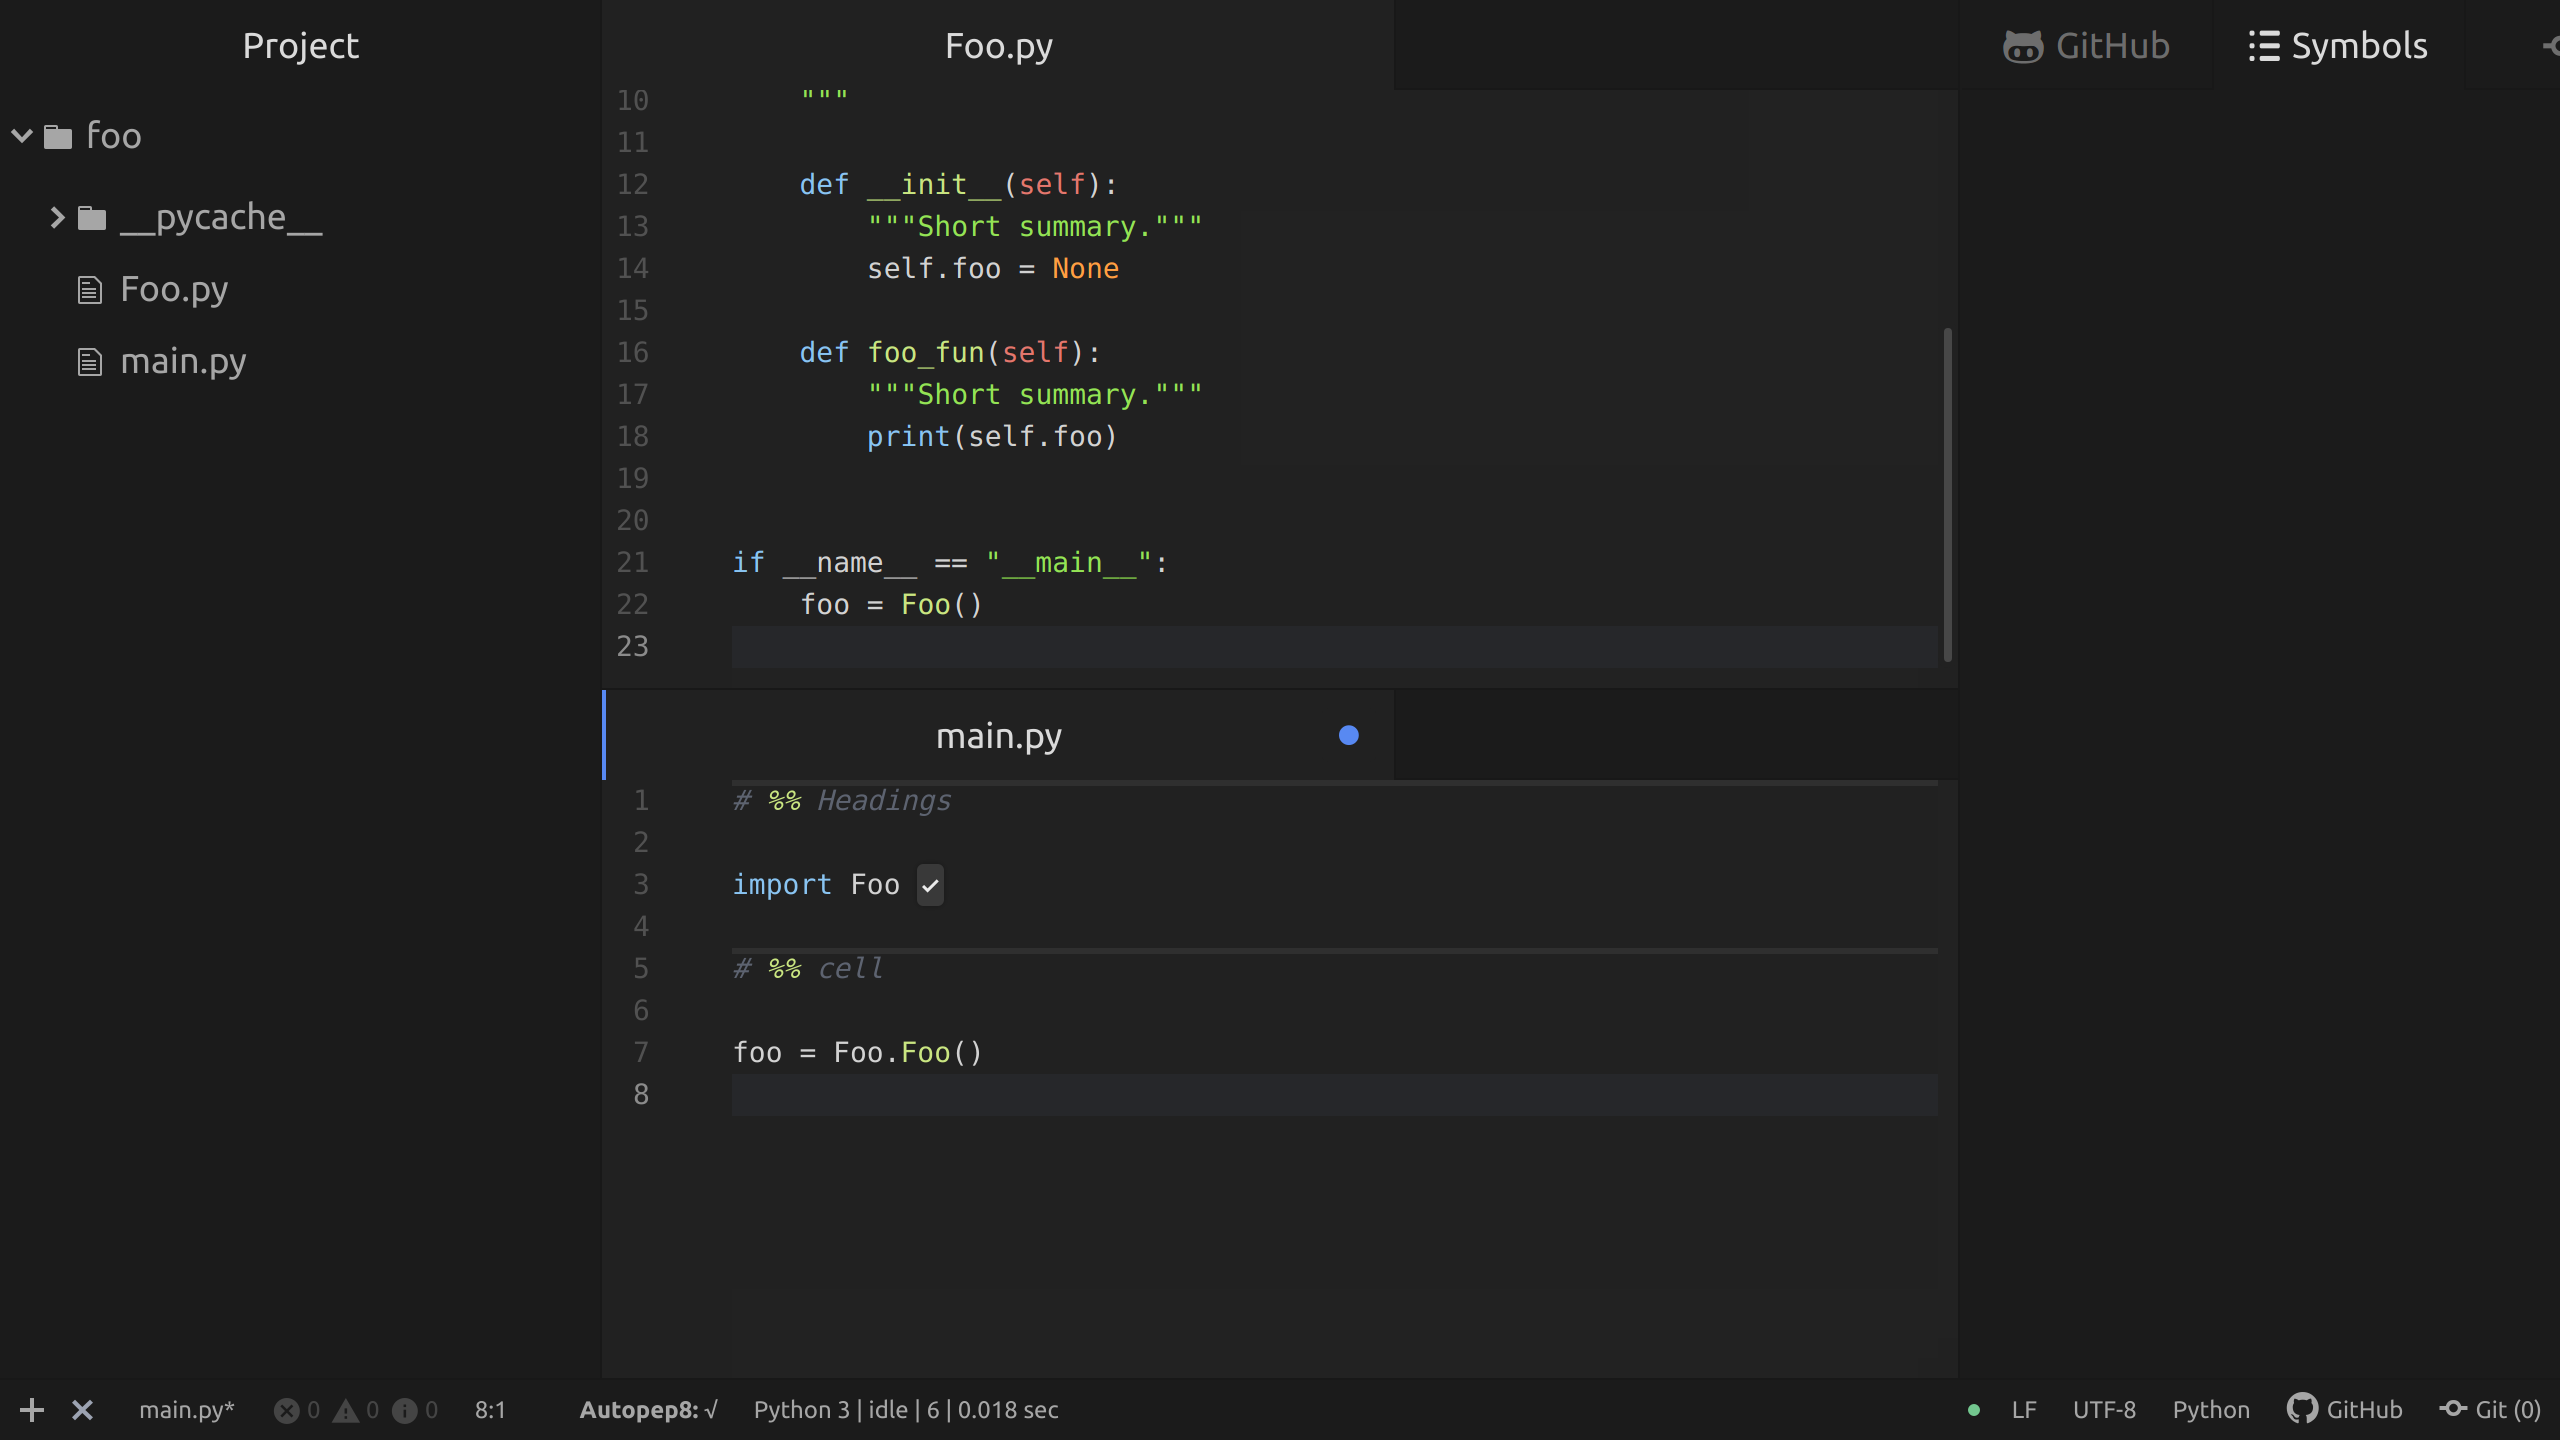 Project
foo
__pycache__
Foo.py
main.py
Foo.py
10     """
11
12     def __init__(self):
13         """Short summary."""
14         self.foo = None
15
16     def foo_fun(self):
17         """Short summary."""
18         print(self.foo)
19
20
21 if __name__ == "__main__":
22     foo = Foo()
23
main.py
1 # %% Headings
2
3 import Foo
4
5 # %% cell
6
7 foo = Foo.Foo()
8
GitHub Symbols
main.py* 0 0 0 8:1 Autopep8: √ Python 3 | idle | 6 | 0.018 sec LF UTF-8 Python GitHub Git (0)